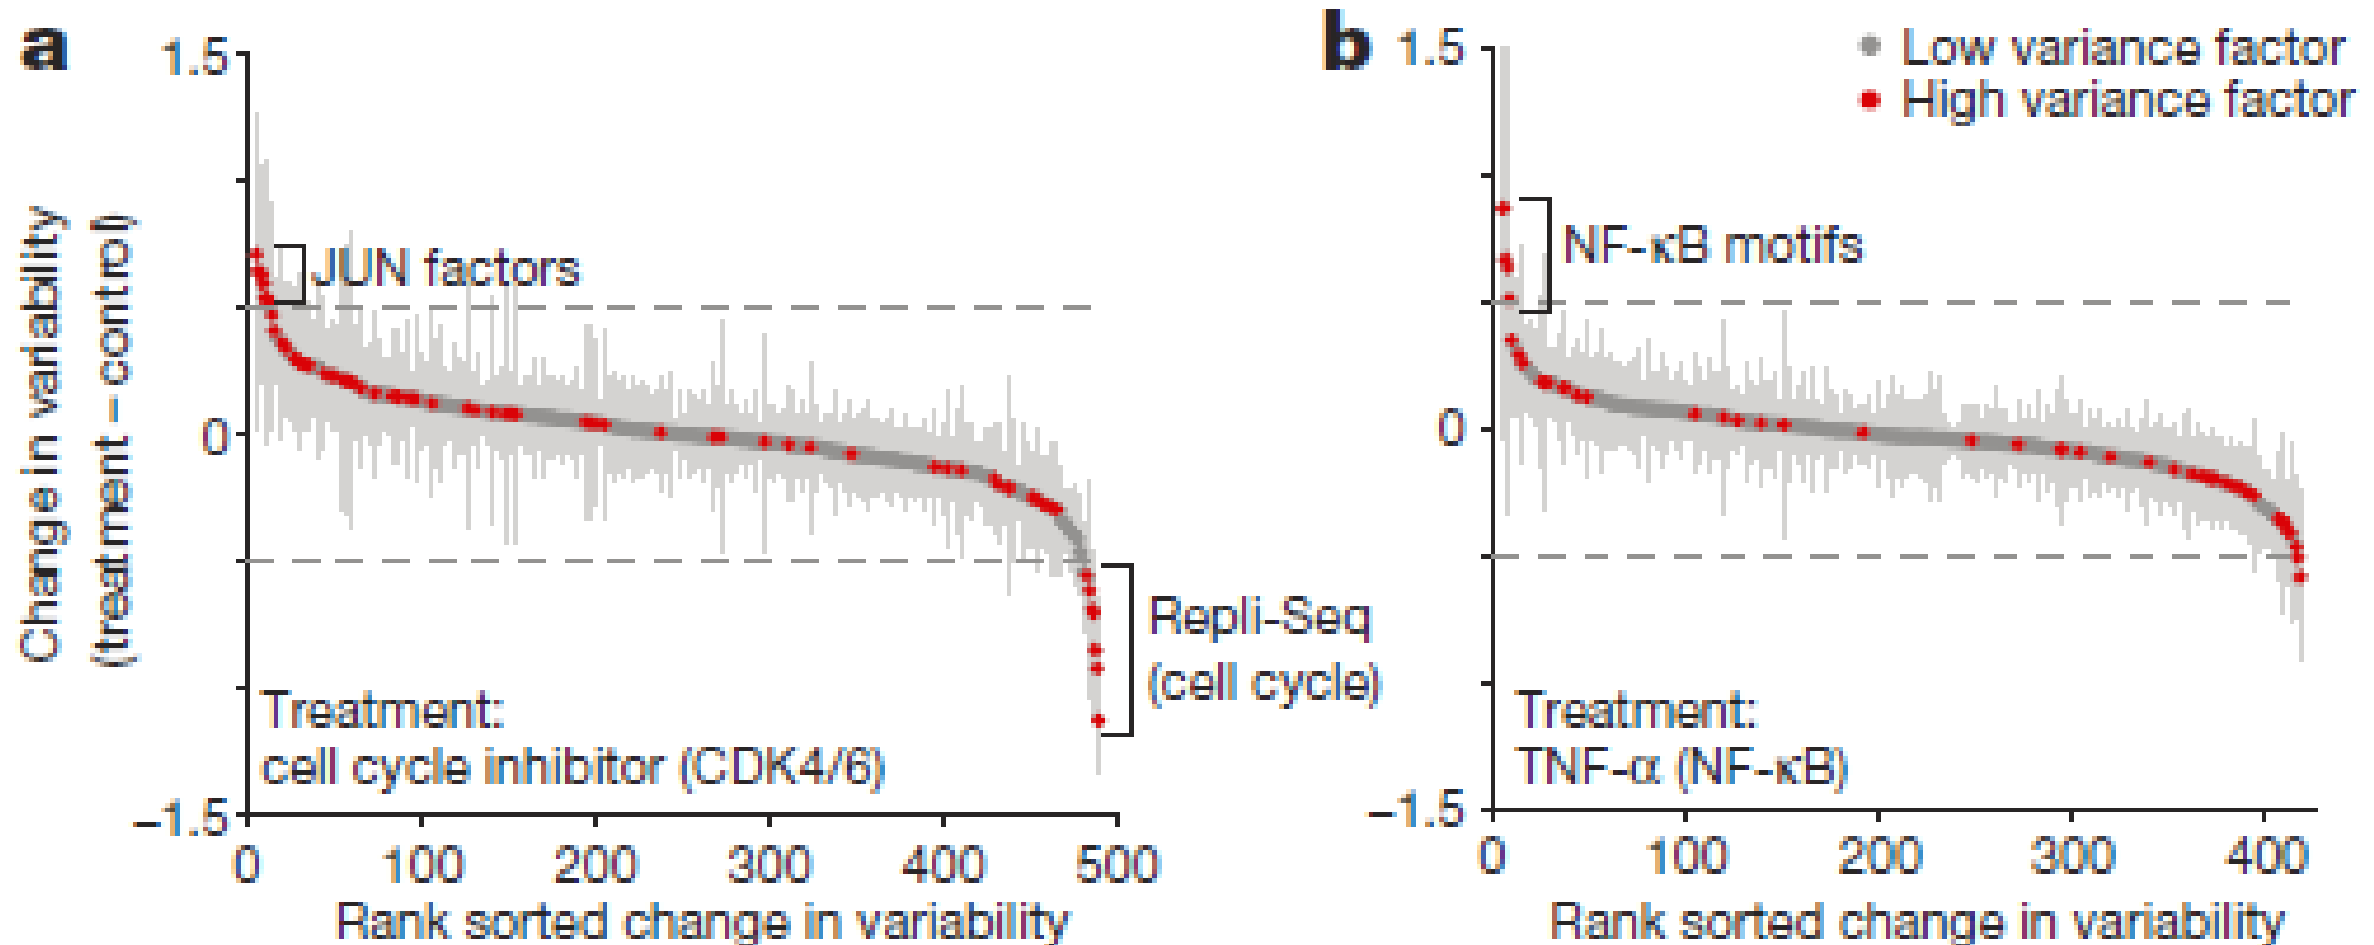 a
Change in variability
(treatment – control)
1.5
0
–1.5
JUN factors
Repli-Seq
(cell cycle)
Treatment:
cell cycle inhibitor (CDK4/6)
0 100 200 300 400 500
Rank sorted change in variability
b
1.5
0
–1.5
Low variance factor
High variance factor
NF-κB motifs
Treatment:
TNF-α (NF-κB)
0 100 200 300 400
Rank sorted change in variability